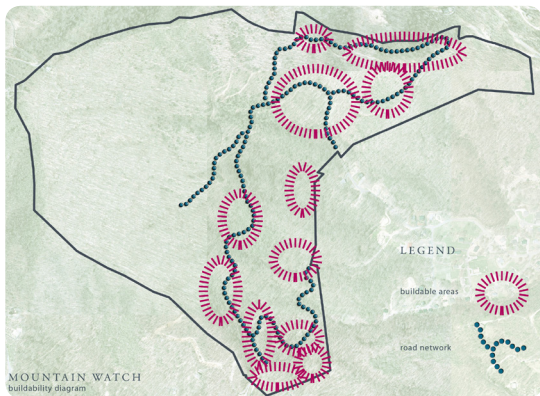 LEGEND
buildable areas
road network
MOUNTAIN WATCH
buildability diagram